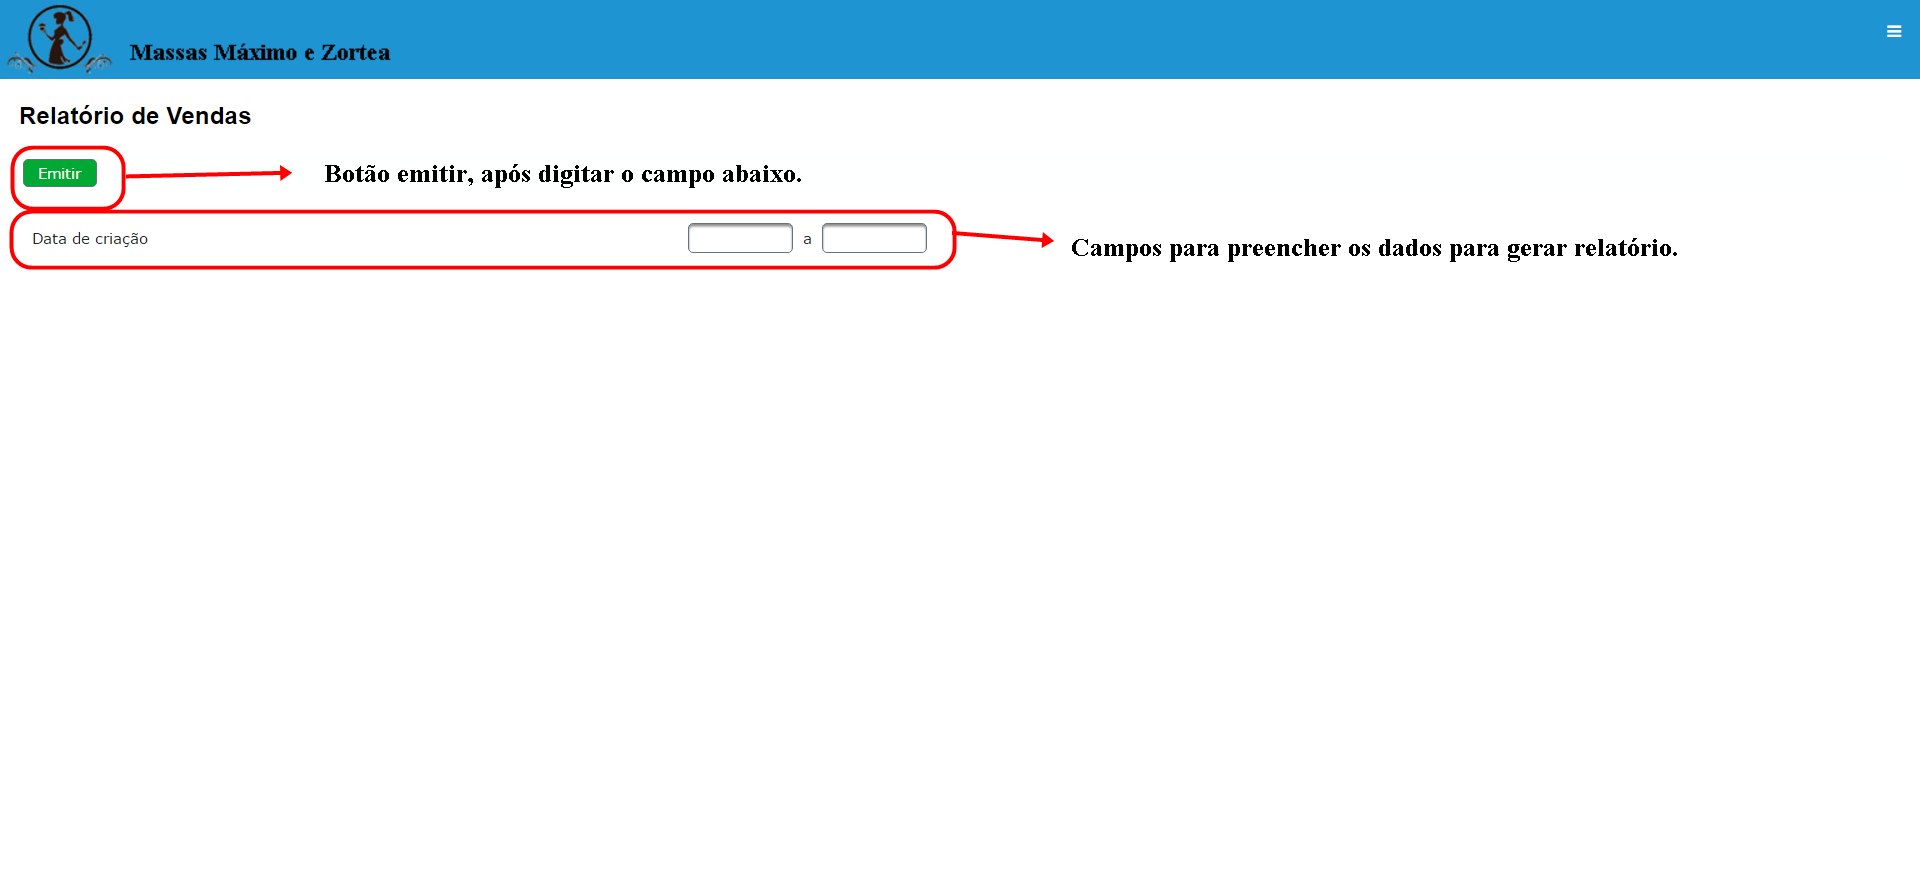 Massas Máximo e Zortea
Relatório de Vendas
Emitir
Botão emitir, após digitar o campo abaixo.
Data de criação
a
Campos para preencher os dados para gerar relatório.